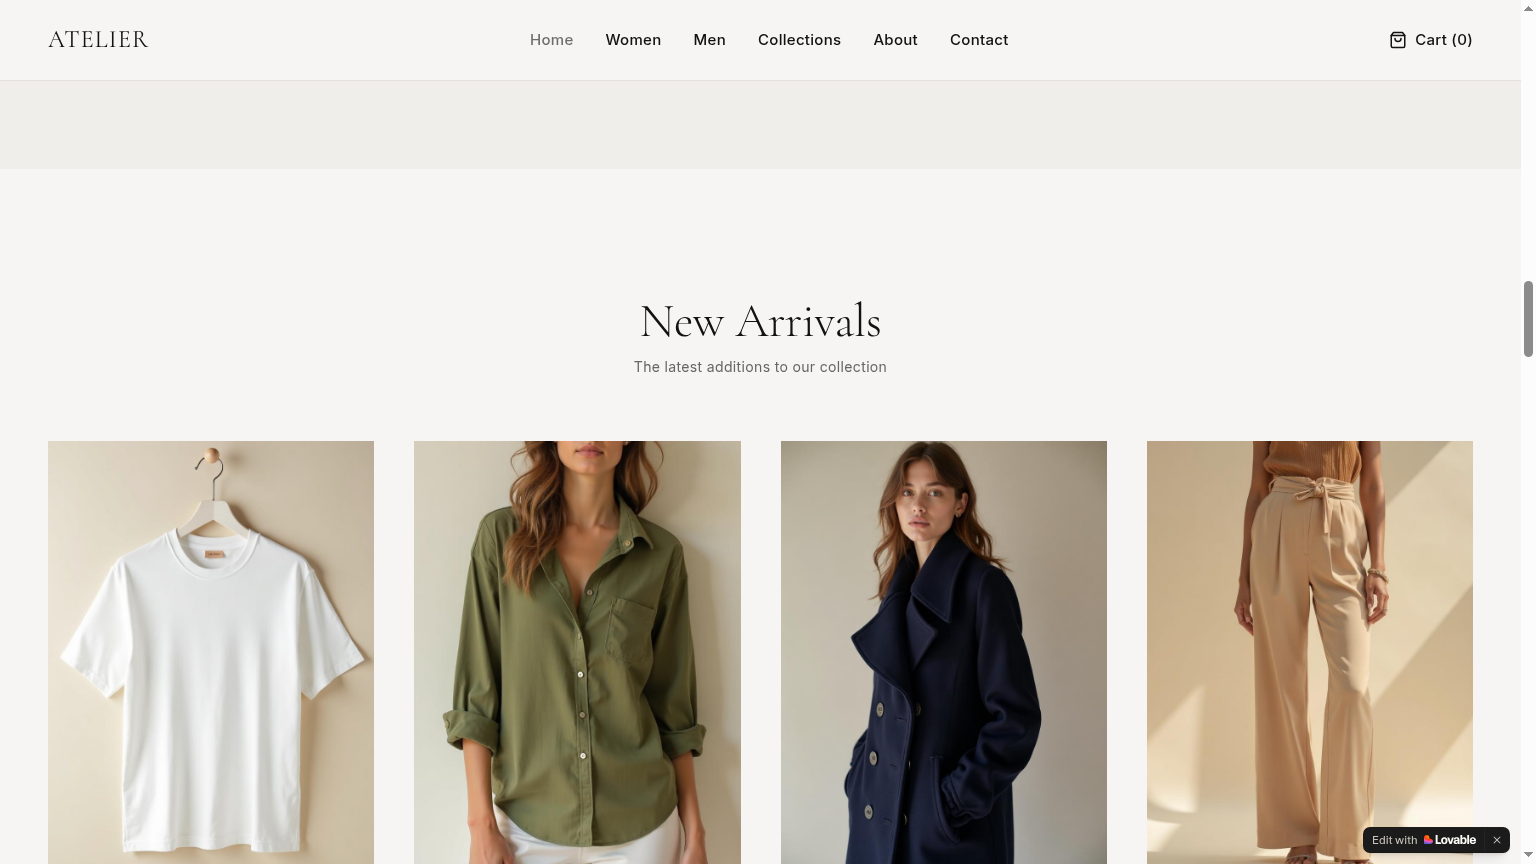 ATELIER
Home
Women
Men
Collections
About
Contact
Cart (0)
New Arrivals
The latest additions to our collection
Edit with Lovable